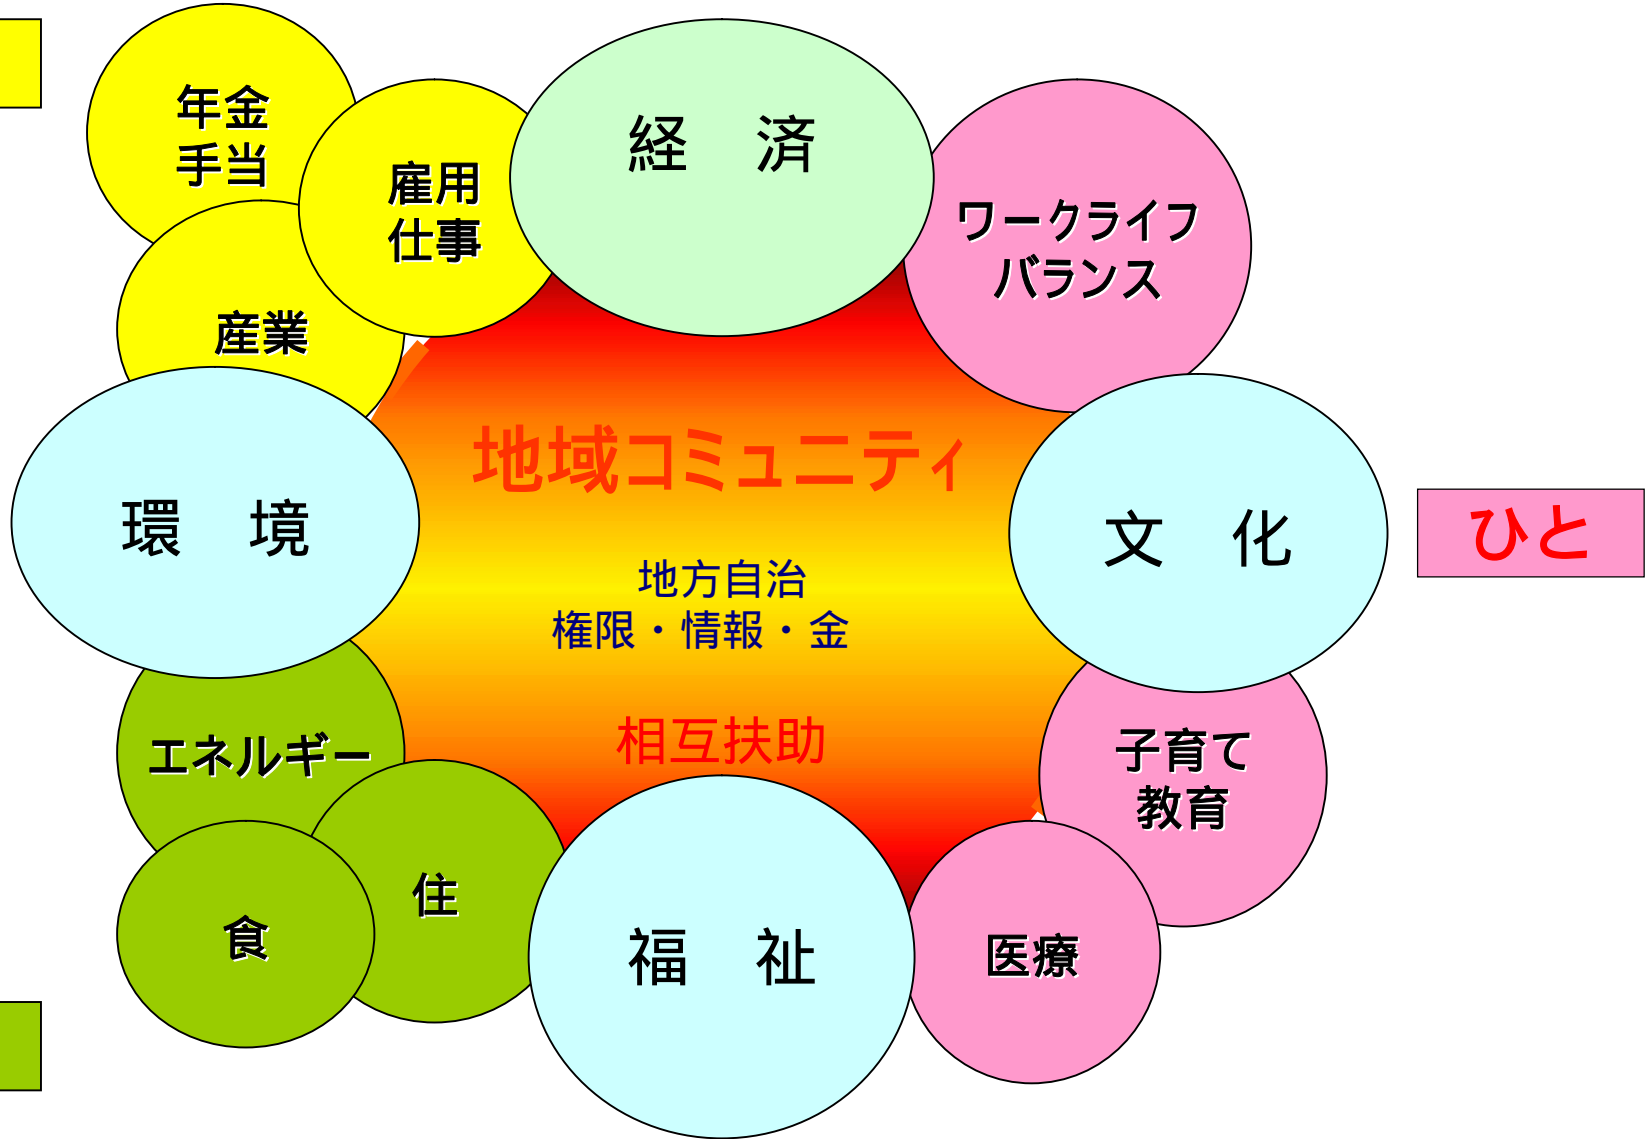 年金
手当
雇用
仕事
経　済
ワークライフ
バランス
産業
地域コミュニティ
環　境
文　化
ひと
地方自治
権限・情報・金
相互扶助
エネルギー
子育て
教育
住
食
福　祉
医療